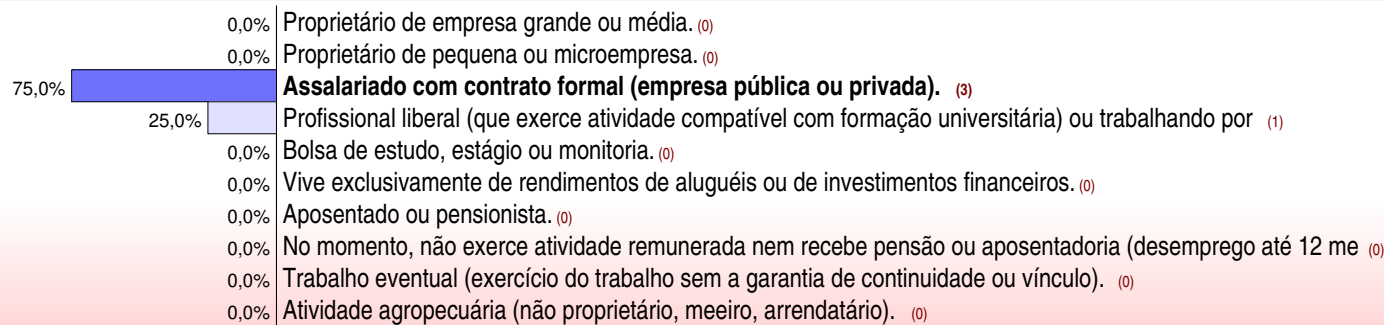 0,0% Proprietário de empresa grande ou média. (0)
0,0% Proprietário de pequena ou microempresa. (0)
75,0% Assalariado com contrato formal (empresa pública ou privada). (3)
25,0% Profissional liberal (que exerce atividade compatível com formação universitária) ou trabalhando por (1)
0,0% Bolsa de estudo, estágio ou monitoria. (0)
0,0% Vive exclusivamente de rendimentos de aluguéis ou de investimentos financeiros. (0)
0,0% Aposentado ou pensionista. (0)
0,0% No momento, não exerce atividade remunerada nem recebe pensão ou aposentadoria (desemprego até 12 me (0)
0,0% Trabalho eventual (exercício do trabalho sem a garantia de continuidade ou vínculo). (0)
0,0% Atividade agropecuária (não proprietário, meeiro, arrendatário). (0)